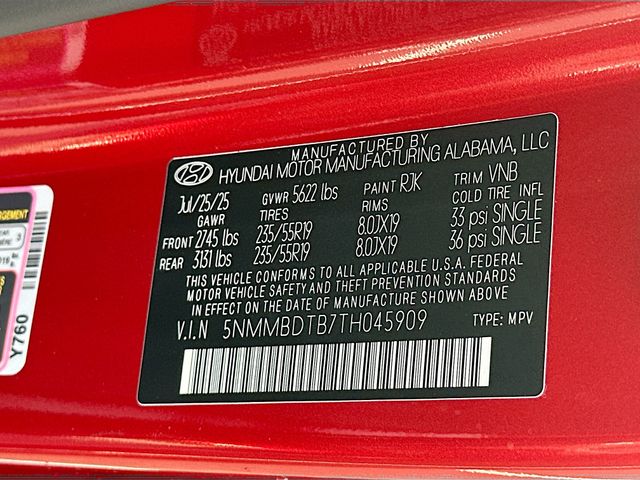 MANUFACTURED BY
HYUNDAI MOTOR MANUFACTURING ALABAMA, LLC
Jul/25/25 GVWR 5622 lbs PAINT RJK TRIM VNB
GAWR TIRES RIMS COLD TIRE INFL
FRONT 2745 lbs 235/55R19 8.0JX19 33 psi SINGLE
REAR 3131 lbs 235/55R19 8.0JX19 36 psi SINGLE
THIS VEHICLE CONFORMS TO ALL APPLICABLE U.S.A. FEDERAL
MOTOR VEHICLE SAFETY AND THEFT PREVENTION STANDARDS
IN EFFECT ON THE DATE OF MANUFACTURE SHOWN ABOVE
V.I.N 5NMMBDTB7TH045909 TYPE: MPV
Y760